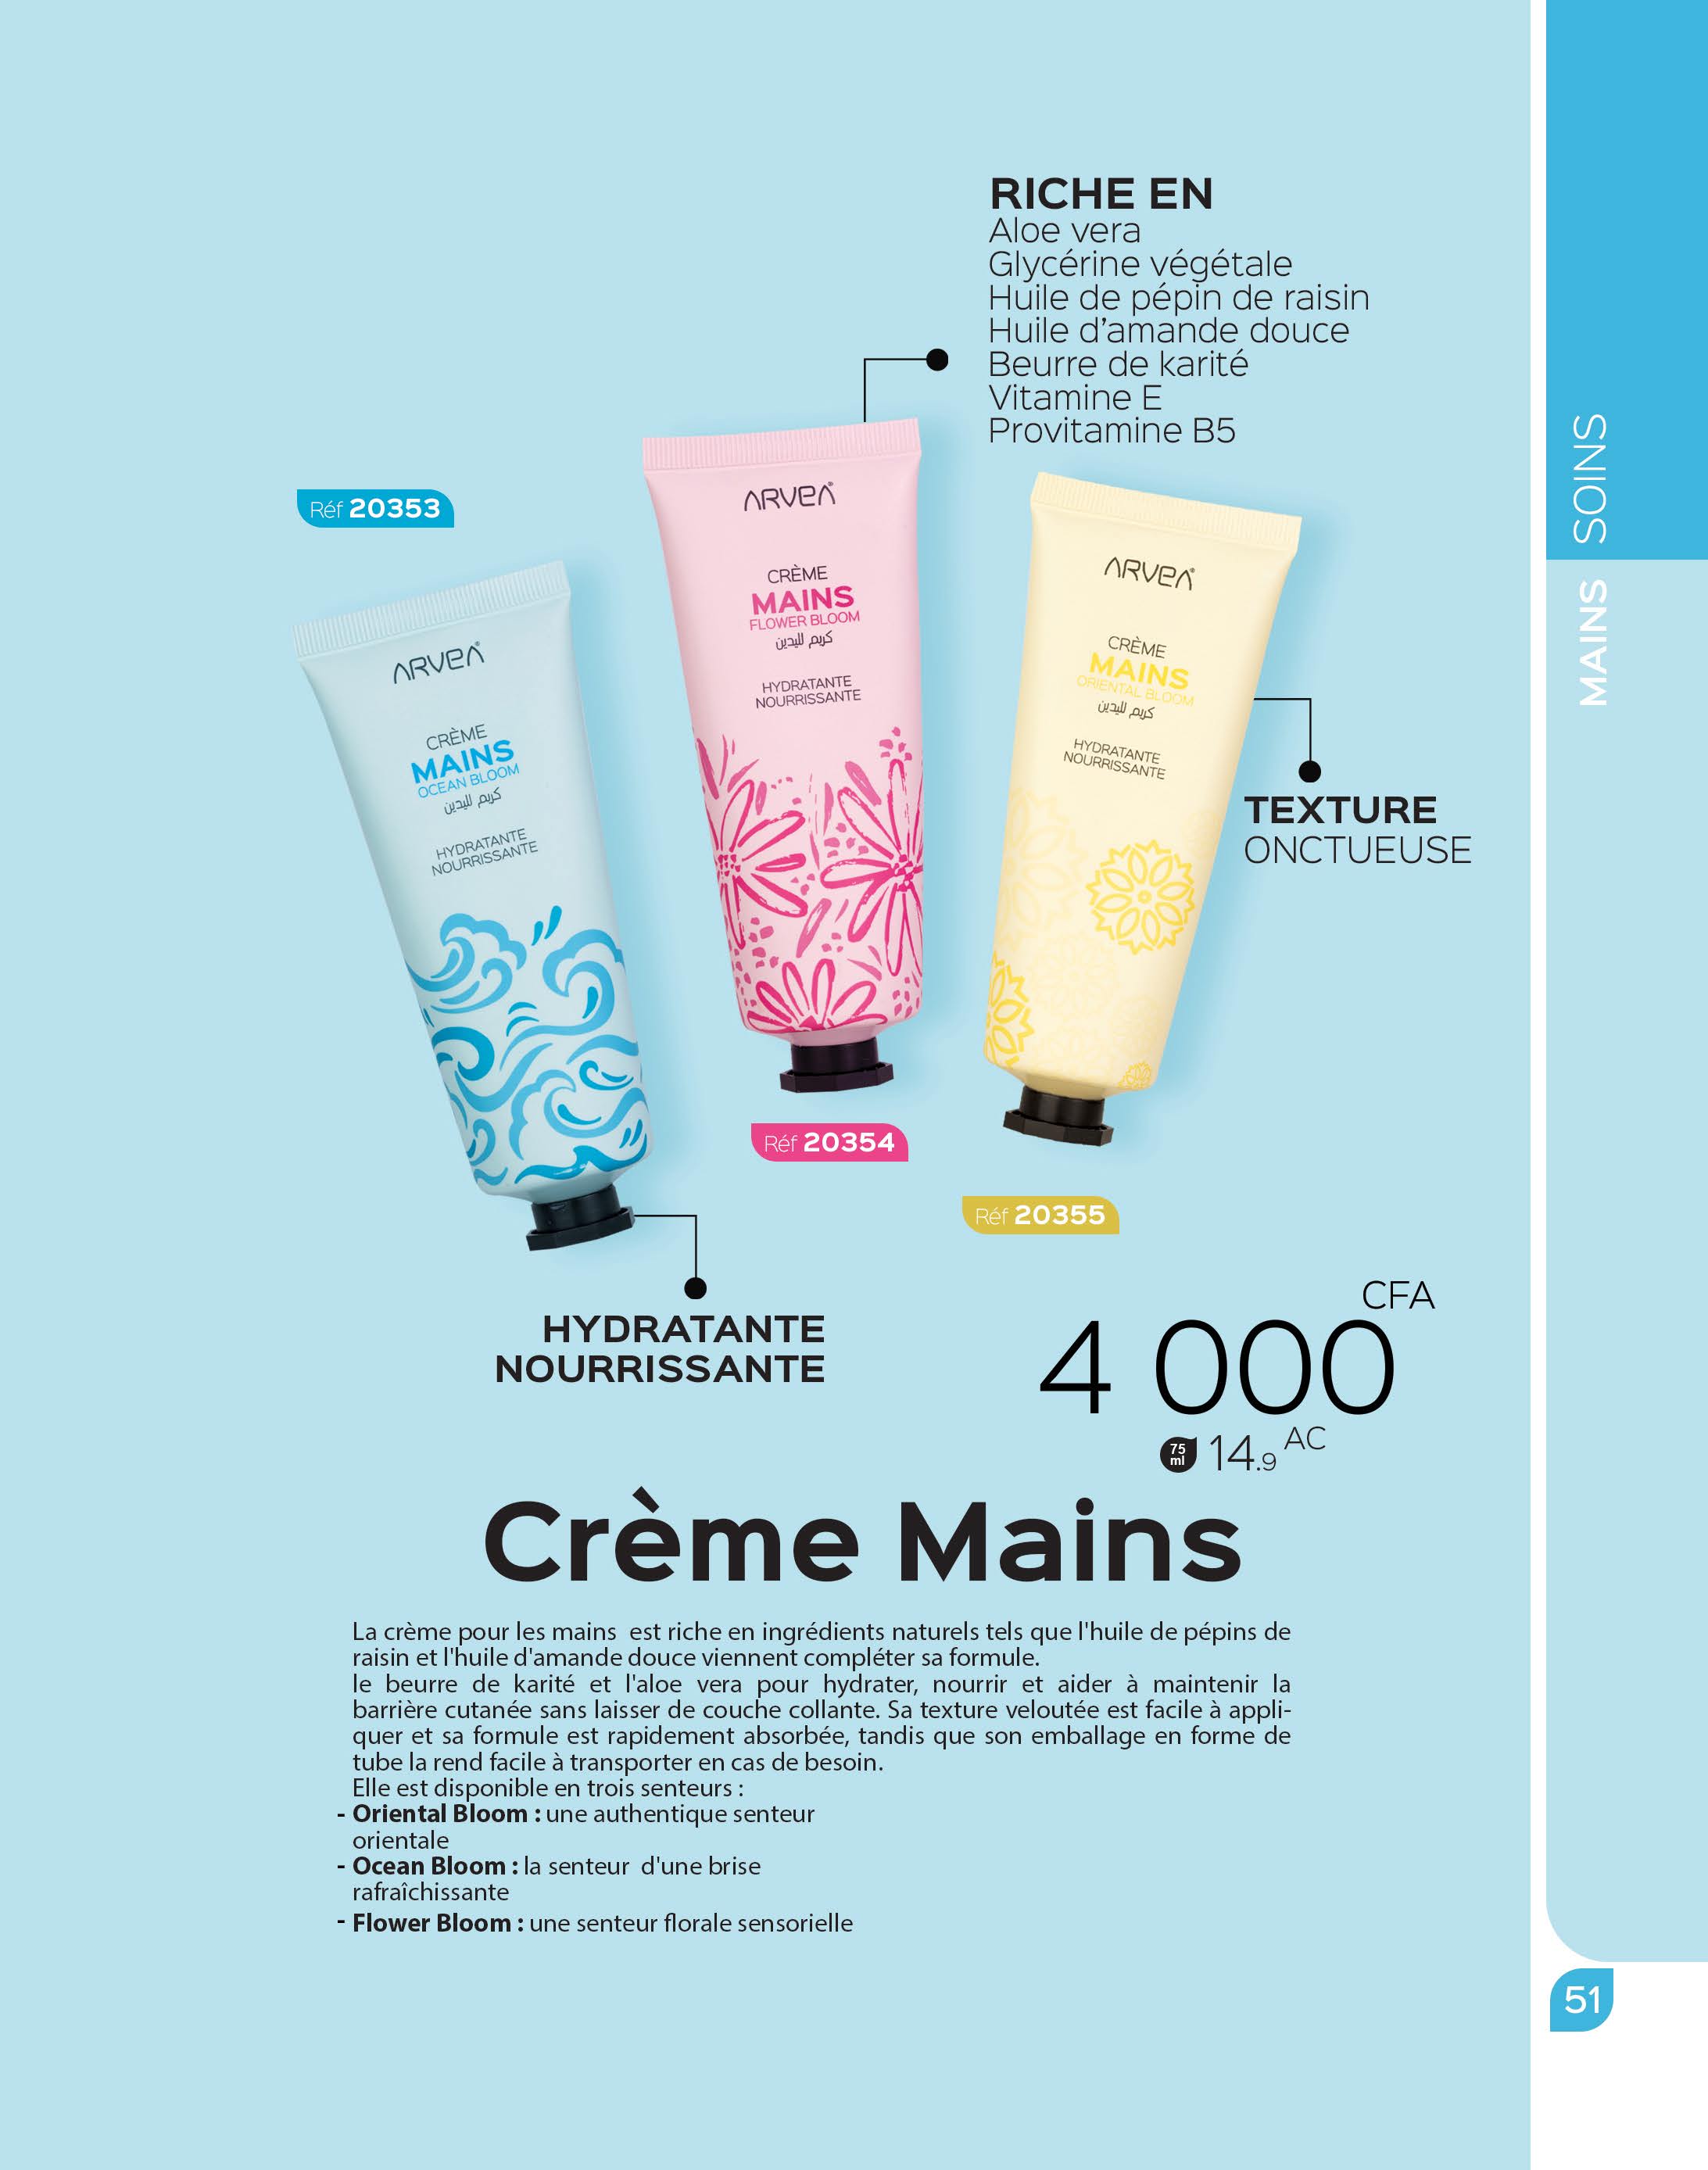 RICHE EN
Aloe vera
Glycérine végétale
Huile de pépin de raisin
Huile d’amande douce
Beurre de karité
Vitamine E
Provitamine B5
SOINS
MAINS
Réf 20353
ARVEA®
CRÈME
MAINS
OCEAN BLOOM
كريم لليدين
HYDRATANTE
NOURRISSANTE
ARVEA®
CRÈME
MAINS
FLOWER BLOOM
كريم لليدين
HYDRATANTE
NOURRISSANTE
ARVEA®
CRÈME
MAINS
ORIENTAL BLOOM
كريم لليدين
HYDRATANTE
NOURRISSANTE
TEXTURE
ONCTUEUSE
Réf 20354
Réf 20355
HYDRATANTE
NOURRISSANTE
CFA
4 000
75
ml
14.9 AC
Crème Mains
La crème pour les mains est riche en ingrédients naturels tels que l'huile de pépins de
raisin et l'huile d'amande douce viennent compléter sa formule.
le beurre de karité et l'aloe vera pour hydrater, nourrir et aider à maintenir la
barrière cutanée sans laisser de couche collante. Sa texture veloutée est facile à appli-
quer et sa formule est rapidement absorbée, tandis que son emballage en forme de
tube la rend facile à transporter en cas de besoin.
Elle est disponible en trois senteurs :
- Oriental Bloom : une authentique senteur
orientale
- Ocean Bloom : la senteur d'une brise
rafraîchissante
- Flower Bloom : une senteur florale sensorielle
51